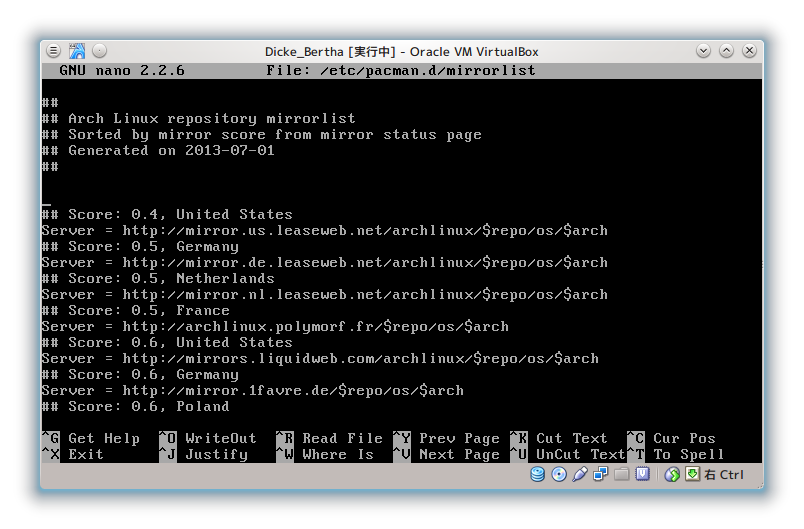 Dicke_Bertha [実行中] - Oracle VM VirtualBox
GNU nano 2.2.6 File: /etc/pacman.d/mirrorlist
##
## Arch Linux repository mirrorlist
## Sorted by mirror score from mirror status page
## Generated on 2013-07-01
##
## Score: 0.4, United States
Server = http://mirror.us.leaseweb.net/archlinux/$repo/os/$arch
## Score: 0.5, Germany
Server = http://mirror.de.leaseweb.net/archlinux/$repo/os/$arch
## Score: 0.5, Netherlands
Server = http://mirror.nl.leaseweb.net/archlinux/$repo/os/$arch
## Score: 0.5, France
Server = http://archlinux.polymorf.fr/$repo/os/$arch
## Score: 0.6, United States
Server = http://mirrors.liquidweb.com/archlinux/$repo/os/$arch
## Score: 0.6, Germany
Server = http://mirror.1favre.de/$repo/os/$arch
## Score: 0.6, Poland
^G Get Help ^O WriteOut ^R Read File ^Y Prev Page ^K Cut Text ^C Cur Pos
^X Exit ^J Justify ^W Where Is ^V Next Page ^U UnCut Text ^T To Spell
右 Ctrl